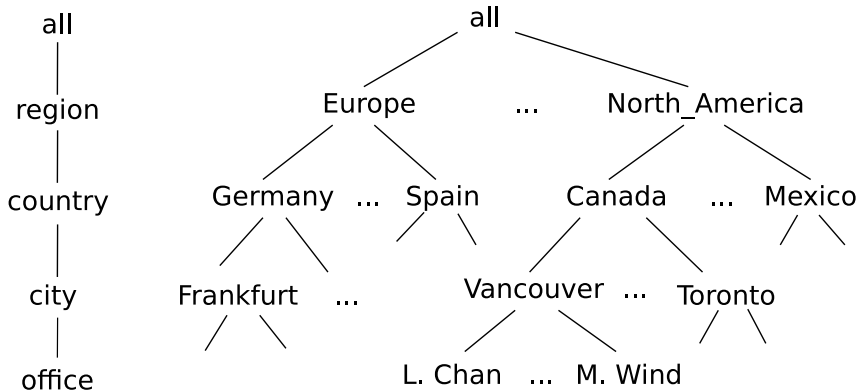 all all
region Europe ... North_America
country Germany ... Spain Canada ... Mexico
city Frankfurt ... Vancouver ... Toronto
office L. Chan ... M. Wind